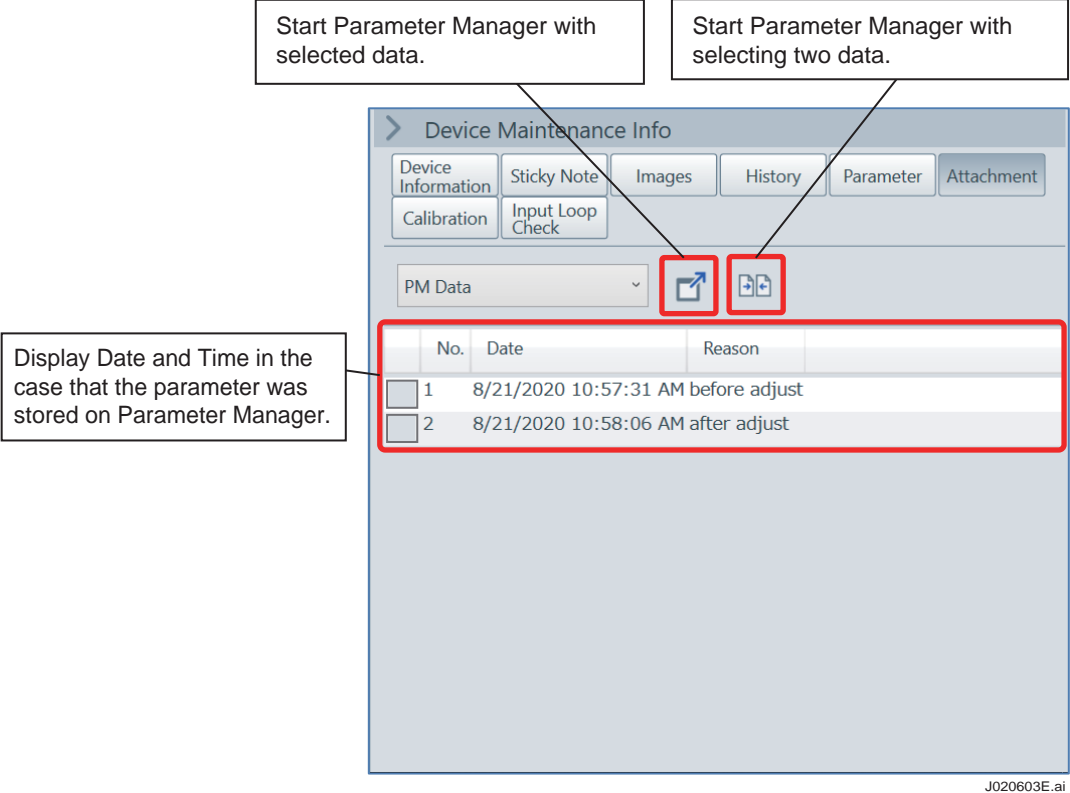 Start Parameter Manager with
selected data.
Start Parameter Manager with
selecting two data.
Device Maintenance Info
Device
Information
Sticky Note
Images
History
Parameter
Attachment
Calibration
Input Loop
Check
PM Data
No. Date Reason
1 8/21/2020 10:57:31 AM before adjust
2 8/21/2020 10:58:06 AM after adjust
Display Date and Time in the
case that the parameter was
stored on Parameter Manager.
J020603E.ai